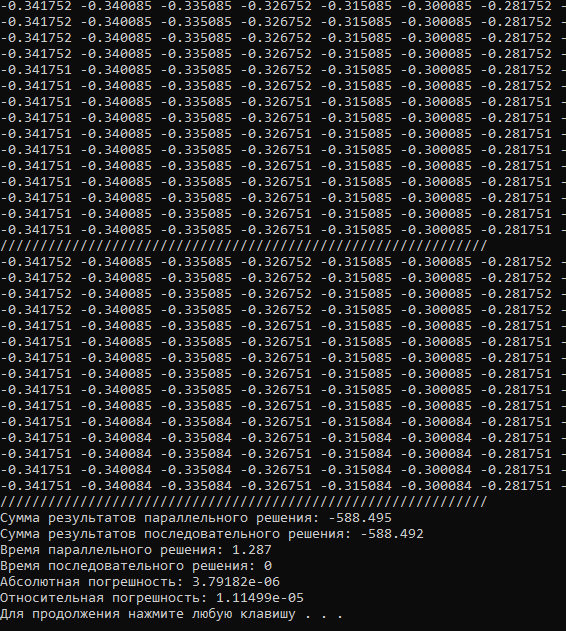 -0.341752 -0.340085 -0.335085 -0.326752 -0.315085 -0.300085 -0.281752 -
-0.341752 -0.340085 -0.335085 -0.326752 -0.315085 -0.300085 -0.281752 -
-0.341752 -0.340085 -0.335085 -0.326752 -0.315085 -0.300085 -0.281752 -
-0.341752 -0.340085 -0.335085 -0.326752 -0.315085 -0.300085 -0.281752 -
-0.341751 -0.340085 -0.335085 -0.326752 -0.315085 -0.300085 -0.281752 -
-0.341751 -0.340085 -0.335085 -0.326752 -0.315085 -0.300085 -0.281752 -
-0.341751 -0.340085 -0.335085 -0.326751 -0.315085 -0.300085 -0.281751 -
-0.341751 -0.340085 -0.335085 -0.326751 -0.315085 -0.300085 -0.281751 -
-0.341751 -0.340085 -0.335085 -0.326751 -0.315085 -0.300085 -0.281751 -
-0.341751 -0.340085 -0.335085 -0.326751 -0.315085 -0.300085 -0.281751 -
-0.341751 -0.340085 -0.335085 -0.326751 -0.315085 -0.300085 -0.281751 -
-0.341751 -0.340085 -0.335085 -0.326751 -0.315085 -0.300085 -0.281751 -
-0.341751 -0.340085 -0.335085 -0.326751 -0.315085 -0.300085 -0.281751 -
-0.341751 -0.340085 -0.335085 -0.326751 -0.315085 -0.300085 -0.281751 -
-0.341751 -0.340085 -0.335085 -0.326751 -0.315085 -0.300085 -0.281751 -
/////////////////////////////////////////////////////////////
-0.341752 -0.340085 -0.335085 -0.326752 -0.315085 -0.300085 -0.281752 -
-0.341752 -0.340085 -0.335085 -0.326752 -0.315085 -0.300085 -0.281752 -
-0.341752 -0.340085 -0.335085 -0.326752 -0.315085 -0.300085 -0.281752 -
-0.341752 -0.340085 -0.335085 -0.326751 -0.315085 -0.300085 -0.281752 -
-0.341751 -0.340085 -0.335085 -0.326751 -0.315085 -0.300085 -0.281751 -
-0.341751 -0.340085 -0.335085 -0.326751 -0.315085 -0.300085 -0.281751 -
-0.341751 -0.340085 -0.335085 -0.326751 -0.315085 -0.300085 -0.281751 -
-0.341751 -0.340085 -0.335085 -0.326751 -0.315085 -0.300085 -0.281751 -
-0.341751 -0.340085 -0.335085 -0.326751 -0.315085 -0.300085 -0.281751 -
-0.341751 -0.340085 -0.335085 -0.326751 -0.315085 -0.300085 -0.281751 -
-0.341751 -0.340084 -0.335084 -0.326751 -0.315084 -0.300084 -0.281751 -
-0.341751 -0.340084 -0.335084 -0.326751 -0.315084 -0.300084 -0.281751 -
-0.341751 -0.340084 -0.335084 -0.326751 -0.315084 -0.300084 -0.281751 -
-0.341751 -0.340084 -0.335084 -0.326751 -0.315084 -0.300084 -0.281751 -
-0.341751 -0.340084 -0.335084 -0.326751 -0.315084 -0.300084 -0.281751 -
/////////////////////////////////////////////////////////////
Сумма результатов параллельного решения: -588.495
Сумма результатов последовательного решения: -588.492
Время параллельного решения: 1.287
Время последовательного решения: 0
Абсолютная погрешность: 3.79182e-06
Относительная погрешность: 1.11499e-05
Для продолжения нажмите любую клавишу . . .